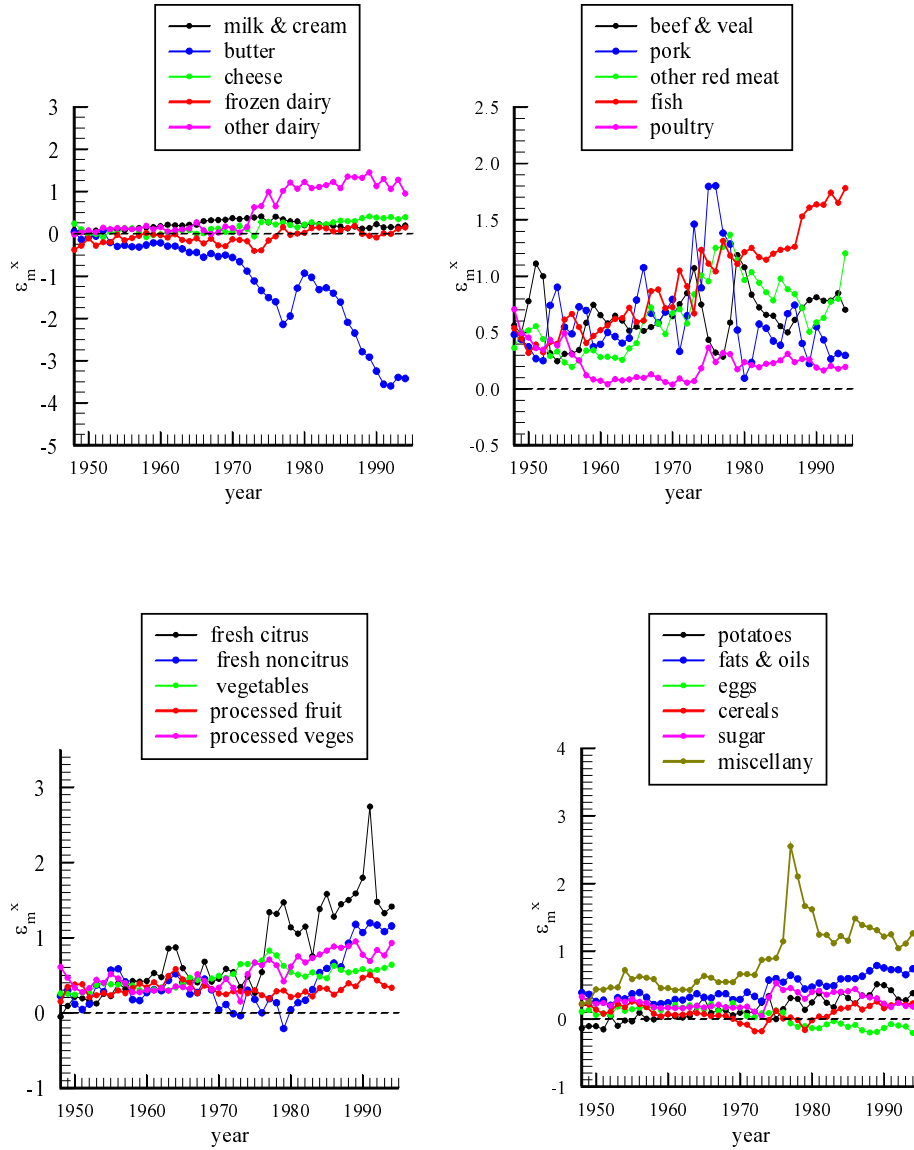 milk & cream
butter
cheese
frozen dairy
other dairy
3
2
1
0
-1
-2
-3
-4
-5
ε_m^x
1950 1960 1970 1980 1990
year
beef & veal
pork
other red meat
fish
poultry
2.5
2.0
1.5
1.0
0.5
0.0
-0.5
ε_m^x
1950 1960 1970 1980 1990
year
fresh citrus
fresh noncitrus
vegetables
processed fruit
processed veges
3
2
1
0
-1
ε_m^x
1950 1960 1970 1980 1990
year
potatoes
fats & oils
eggs
cereals
sugar
miscellany
4
3
2
1
0
-1
ε_m^x
1950 1960 1970 1980 1990
year